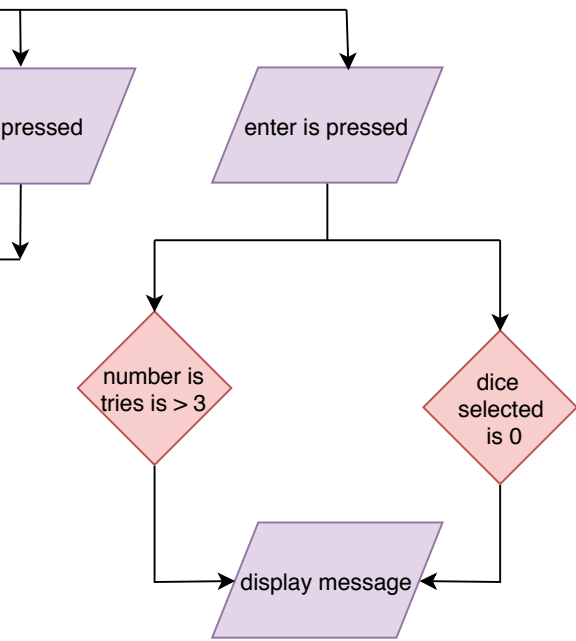 pressed
enter is pressed
number is
tries is > 3
dice
selected
is 0
display message